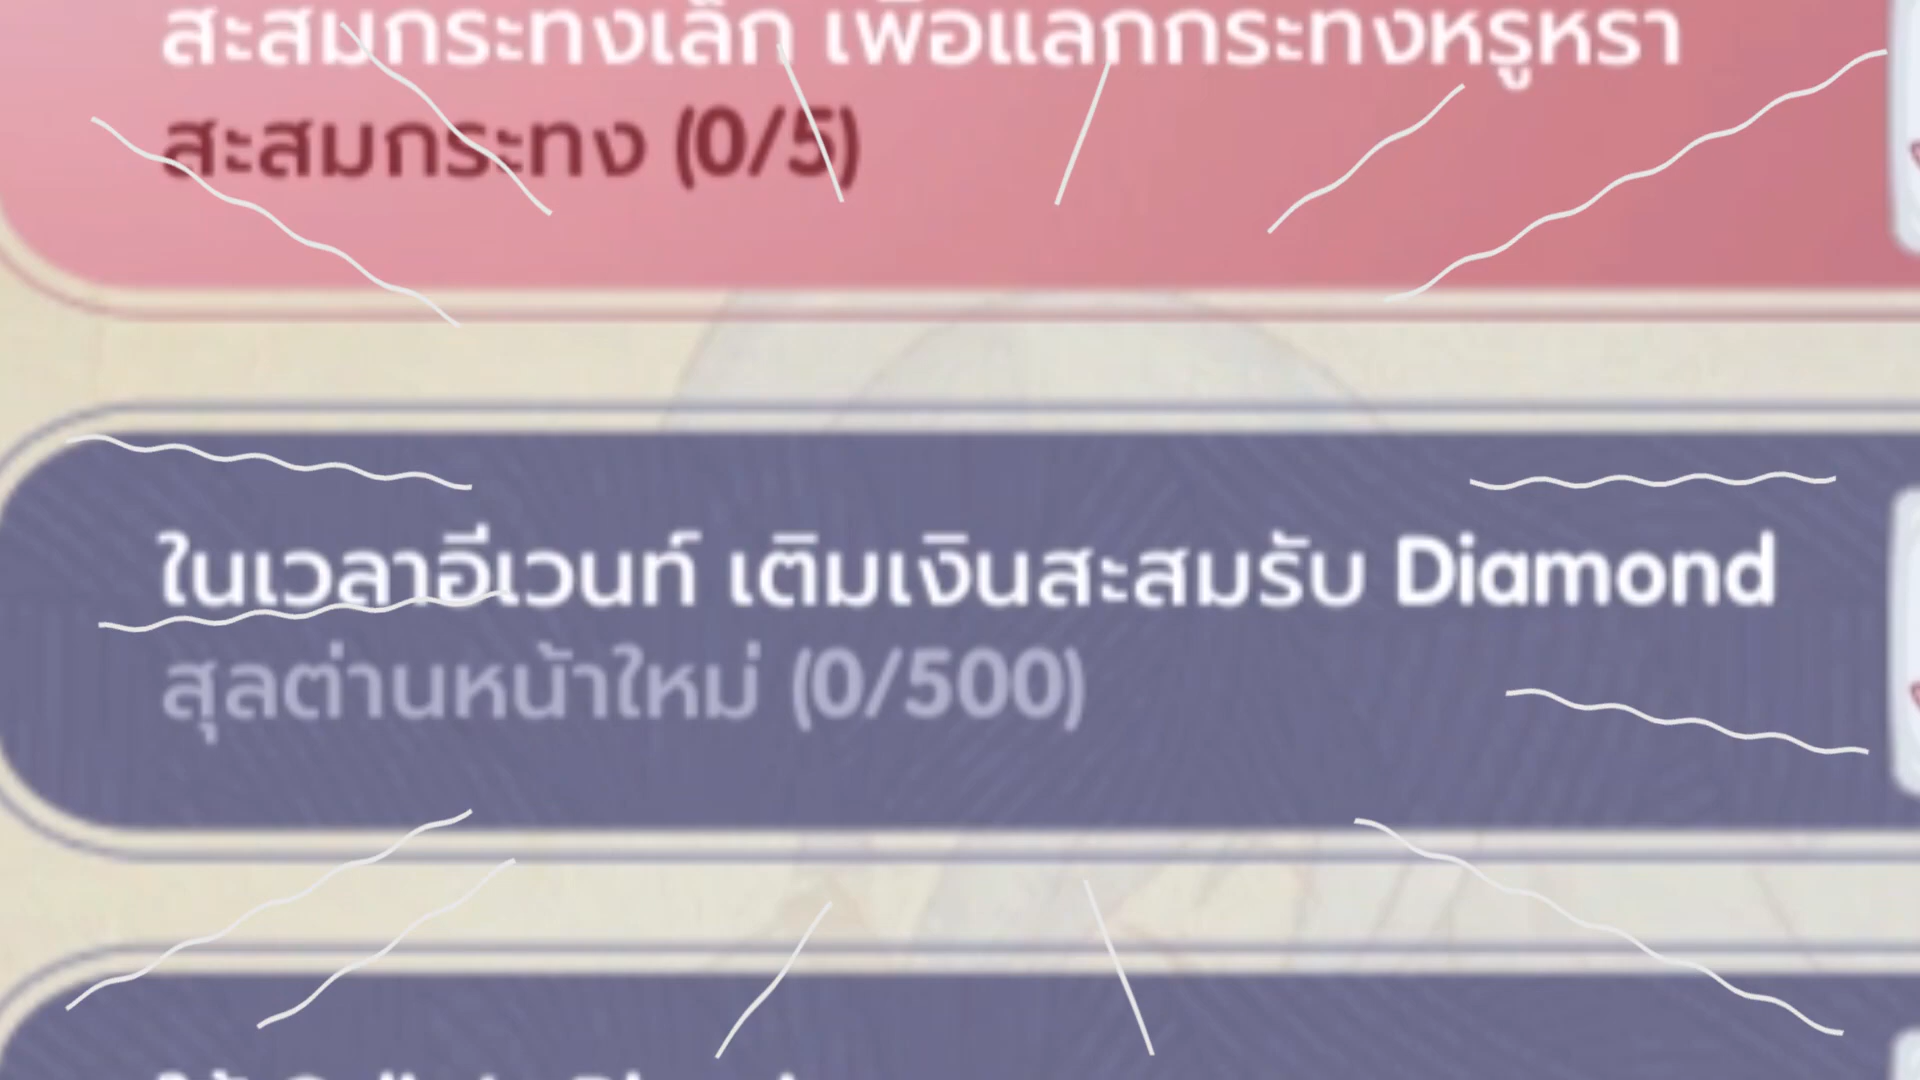 สะสมกระทงเล็ก เพื่อแลกกระทงหรูหรา
สะสมกระทง (0/5)
ในเวลาอีเวนท์ เติมเงินสะสมรับ Diamond
สุลต่านหน้าใหม่ (0/500)